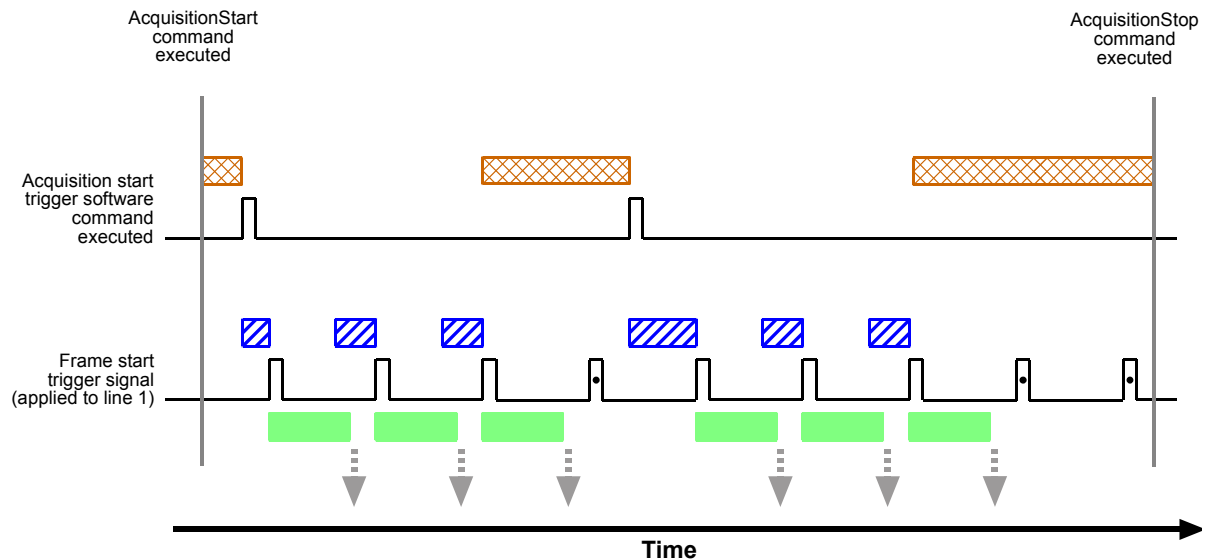 AcquisitionStart
command
executed
AcquisitionStop
command
executed
Acquisition start
trigger software
command
executed
Frame start
trigger signal
(applied to line 1)
Time